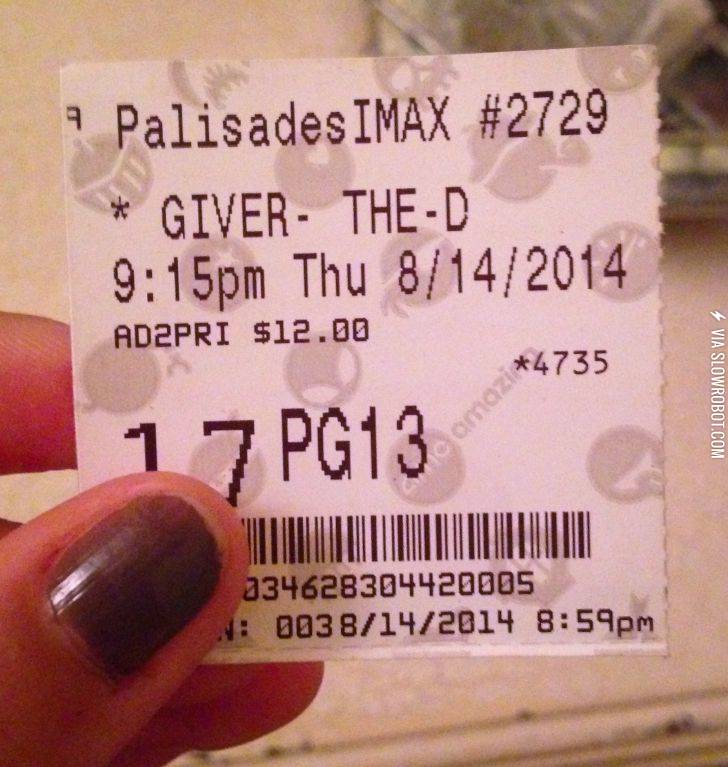 PalisadesIMAX #2729
* GIVER- THE-D
9:15pm Thu 8/14/2014
AD2PRI $12.00
*4735
amazing
17 PG13
034628304420005
N: 0038/14/2014 8:59pm
VIA SLOWROBOT.COM